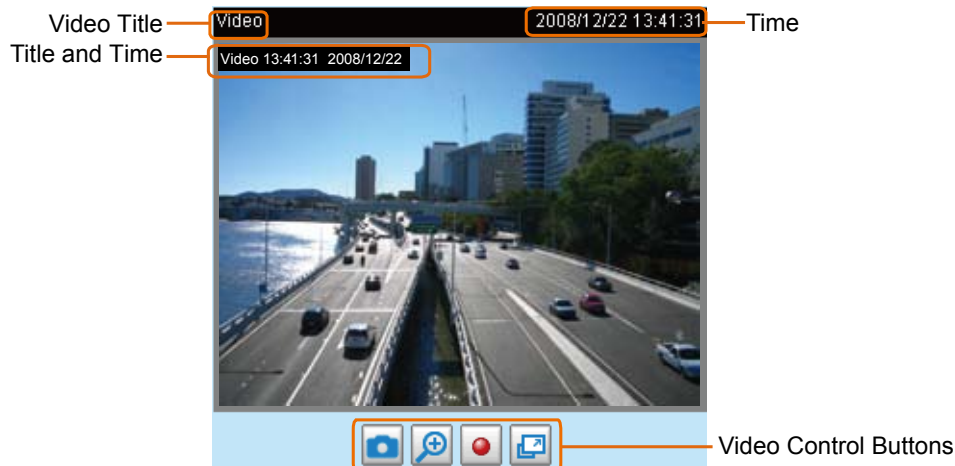 Video Title
Video
2008/12/22 13:41:31
Time
Title and Time
Video 13:41:31 2008/12/22
Video Control Buttons